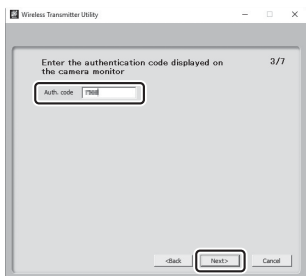 Wireless Transmitter Utility
Enter the authentication code displayed on
the camera monitor
3/7
Auth. code
<Back
Next>
Cancel